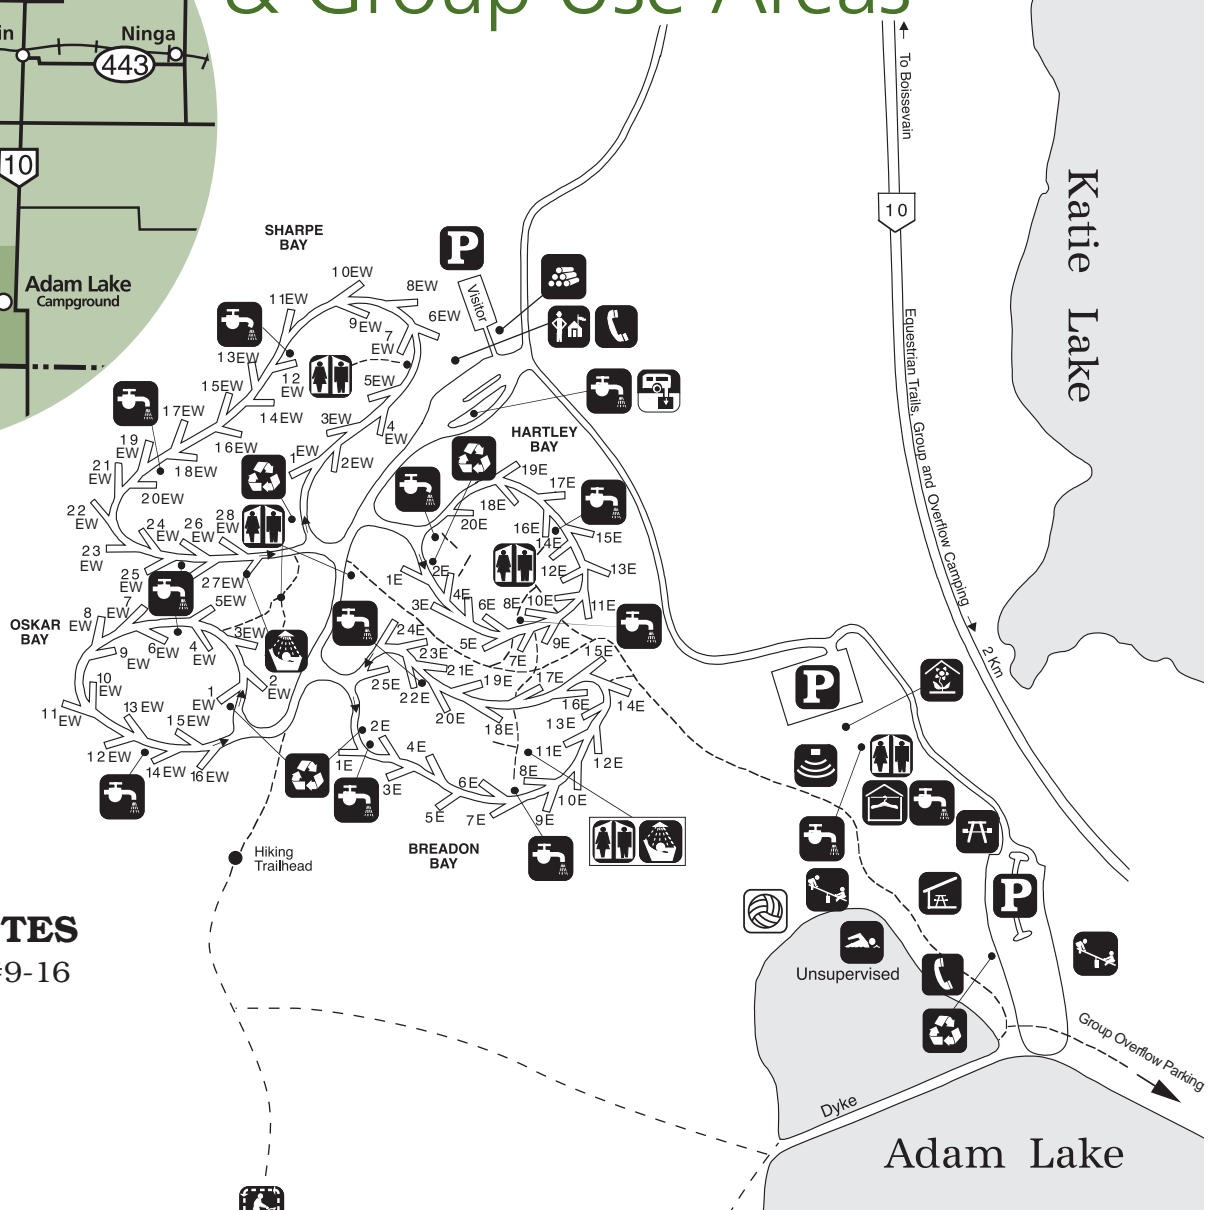 & Group Use Areas
in
Ninga
443
10
Adam Lake
Campground
To Boissevain
10
Katie Lake
Equestrian Trails, Group and Overflow Camping
2 Km
SHARPE
BAY
P
Visitor
10EW
11EW
8EW
9EW
6EW
7
EW
13EW
12
EW
5EW
15EW
14EW
3EW
4
EW
17EW
16EW
1EW
2EW
19
EW
18EW
21
EW
20EW
22
EW
24
EW
26
EW
28
EW
23
EW
25
EW
27EW
HARTLEY
BAY
19E
17E
18E
20E
16E
15E
14E
13E
12E
11E
10E
9E
8E
7E
6E
5E
4E
3E
2E
1E
OSKAR
BAY
8
EW
7
EW
5EW
6EW
4
EW
3EW
9
EW
10
EW
2
EW
1
EW
11
EW
13EW
15EW
12EW
14EW
16EW
24E
23E
25E
22E
21E
20E
19E
18E
17E
16E
15E
14E
13E
12E
11E
10E
9E
8E
7E
6E
5E
4E
3E
2E
1E
BREADON
BAY
P
Hiking
Trailhead
TES
#9-16
P
Unsupervised
Group Overflow Parking
Dyke
Adam Lake